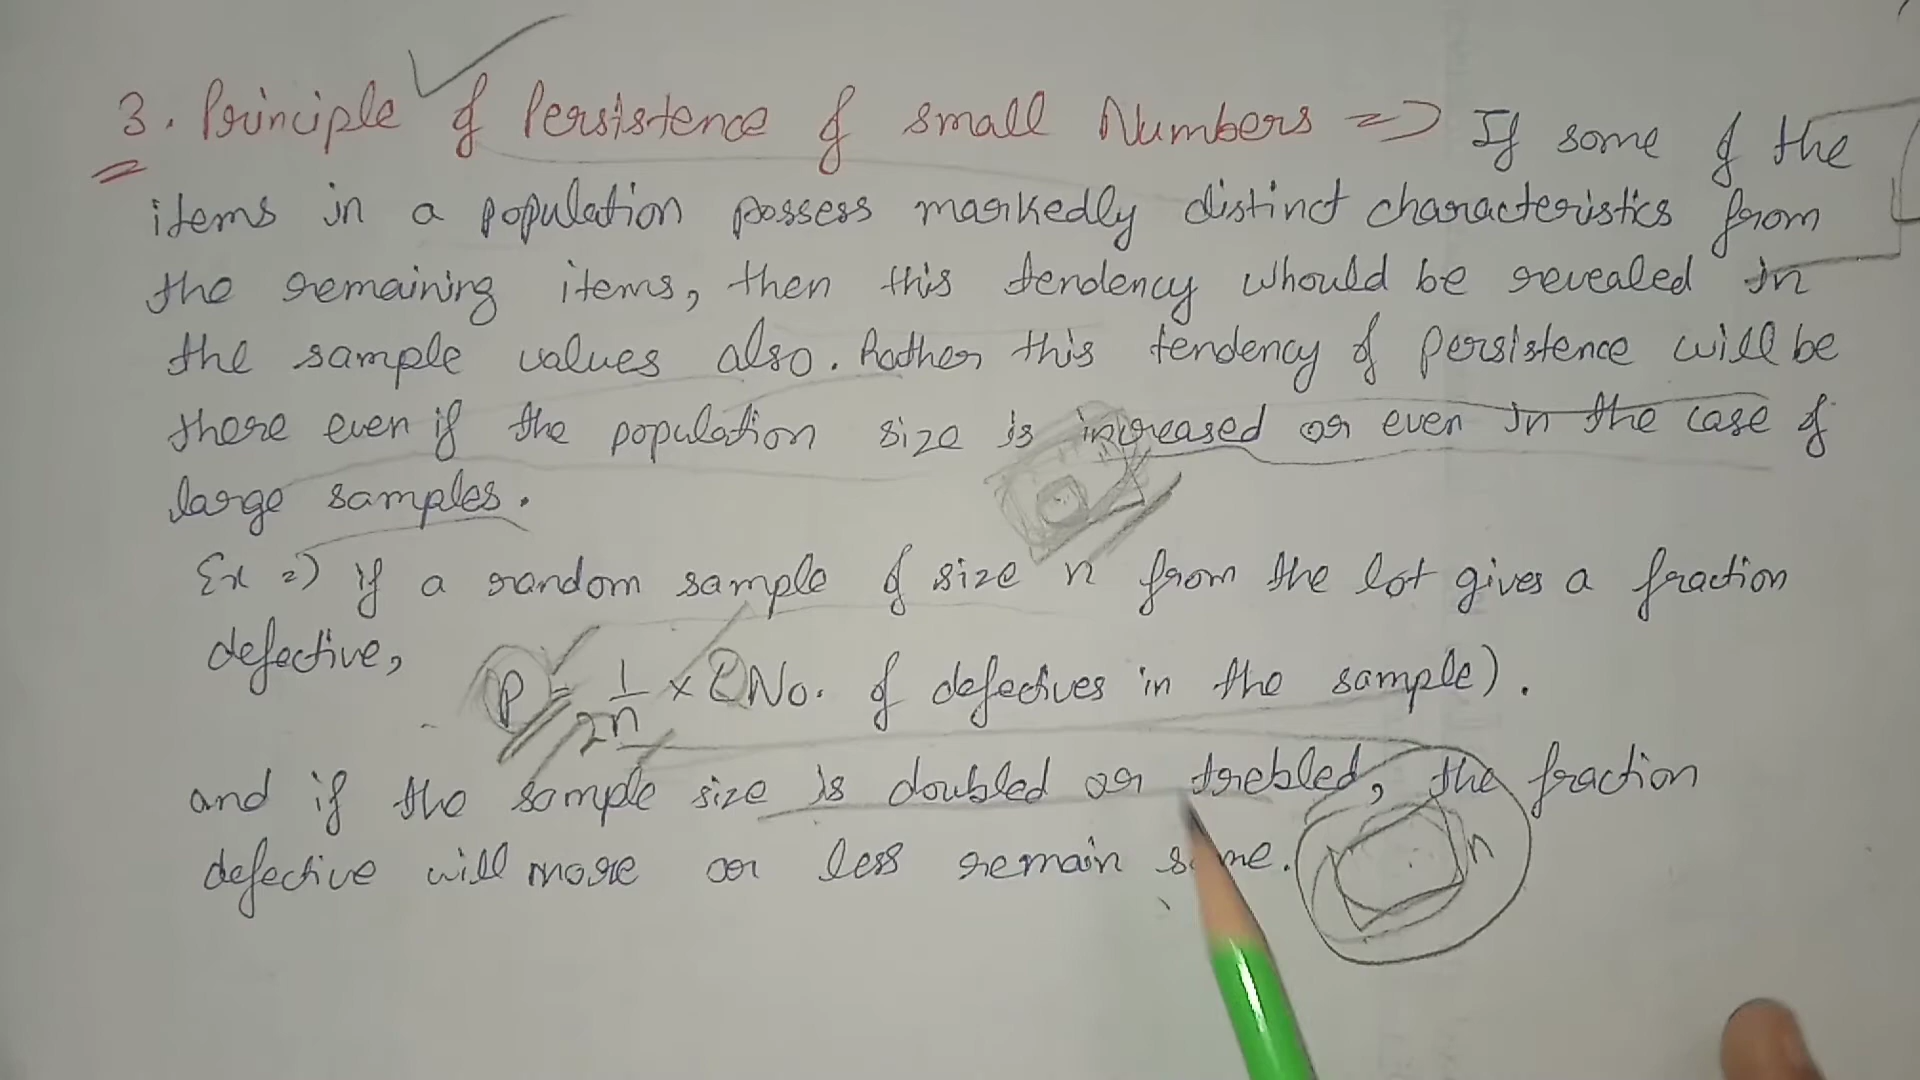 3. Principle of Persistence of small Numbers => If some of the
items in a population possess markedly distinct characteristics from
the remaining items, then this tendency whould be revealed in
the sample values also. Rather this tendency of persistence will be
there even if the population size is increased or even in the case of
large samples.
Ex => if a random sample of size n from the lot gives a fraction
defective,
P = 1/2n × (No. of defectives in the sample).
and if the sample size is doubled or trebled, the fraction
defective will more or less remain same.
n